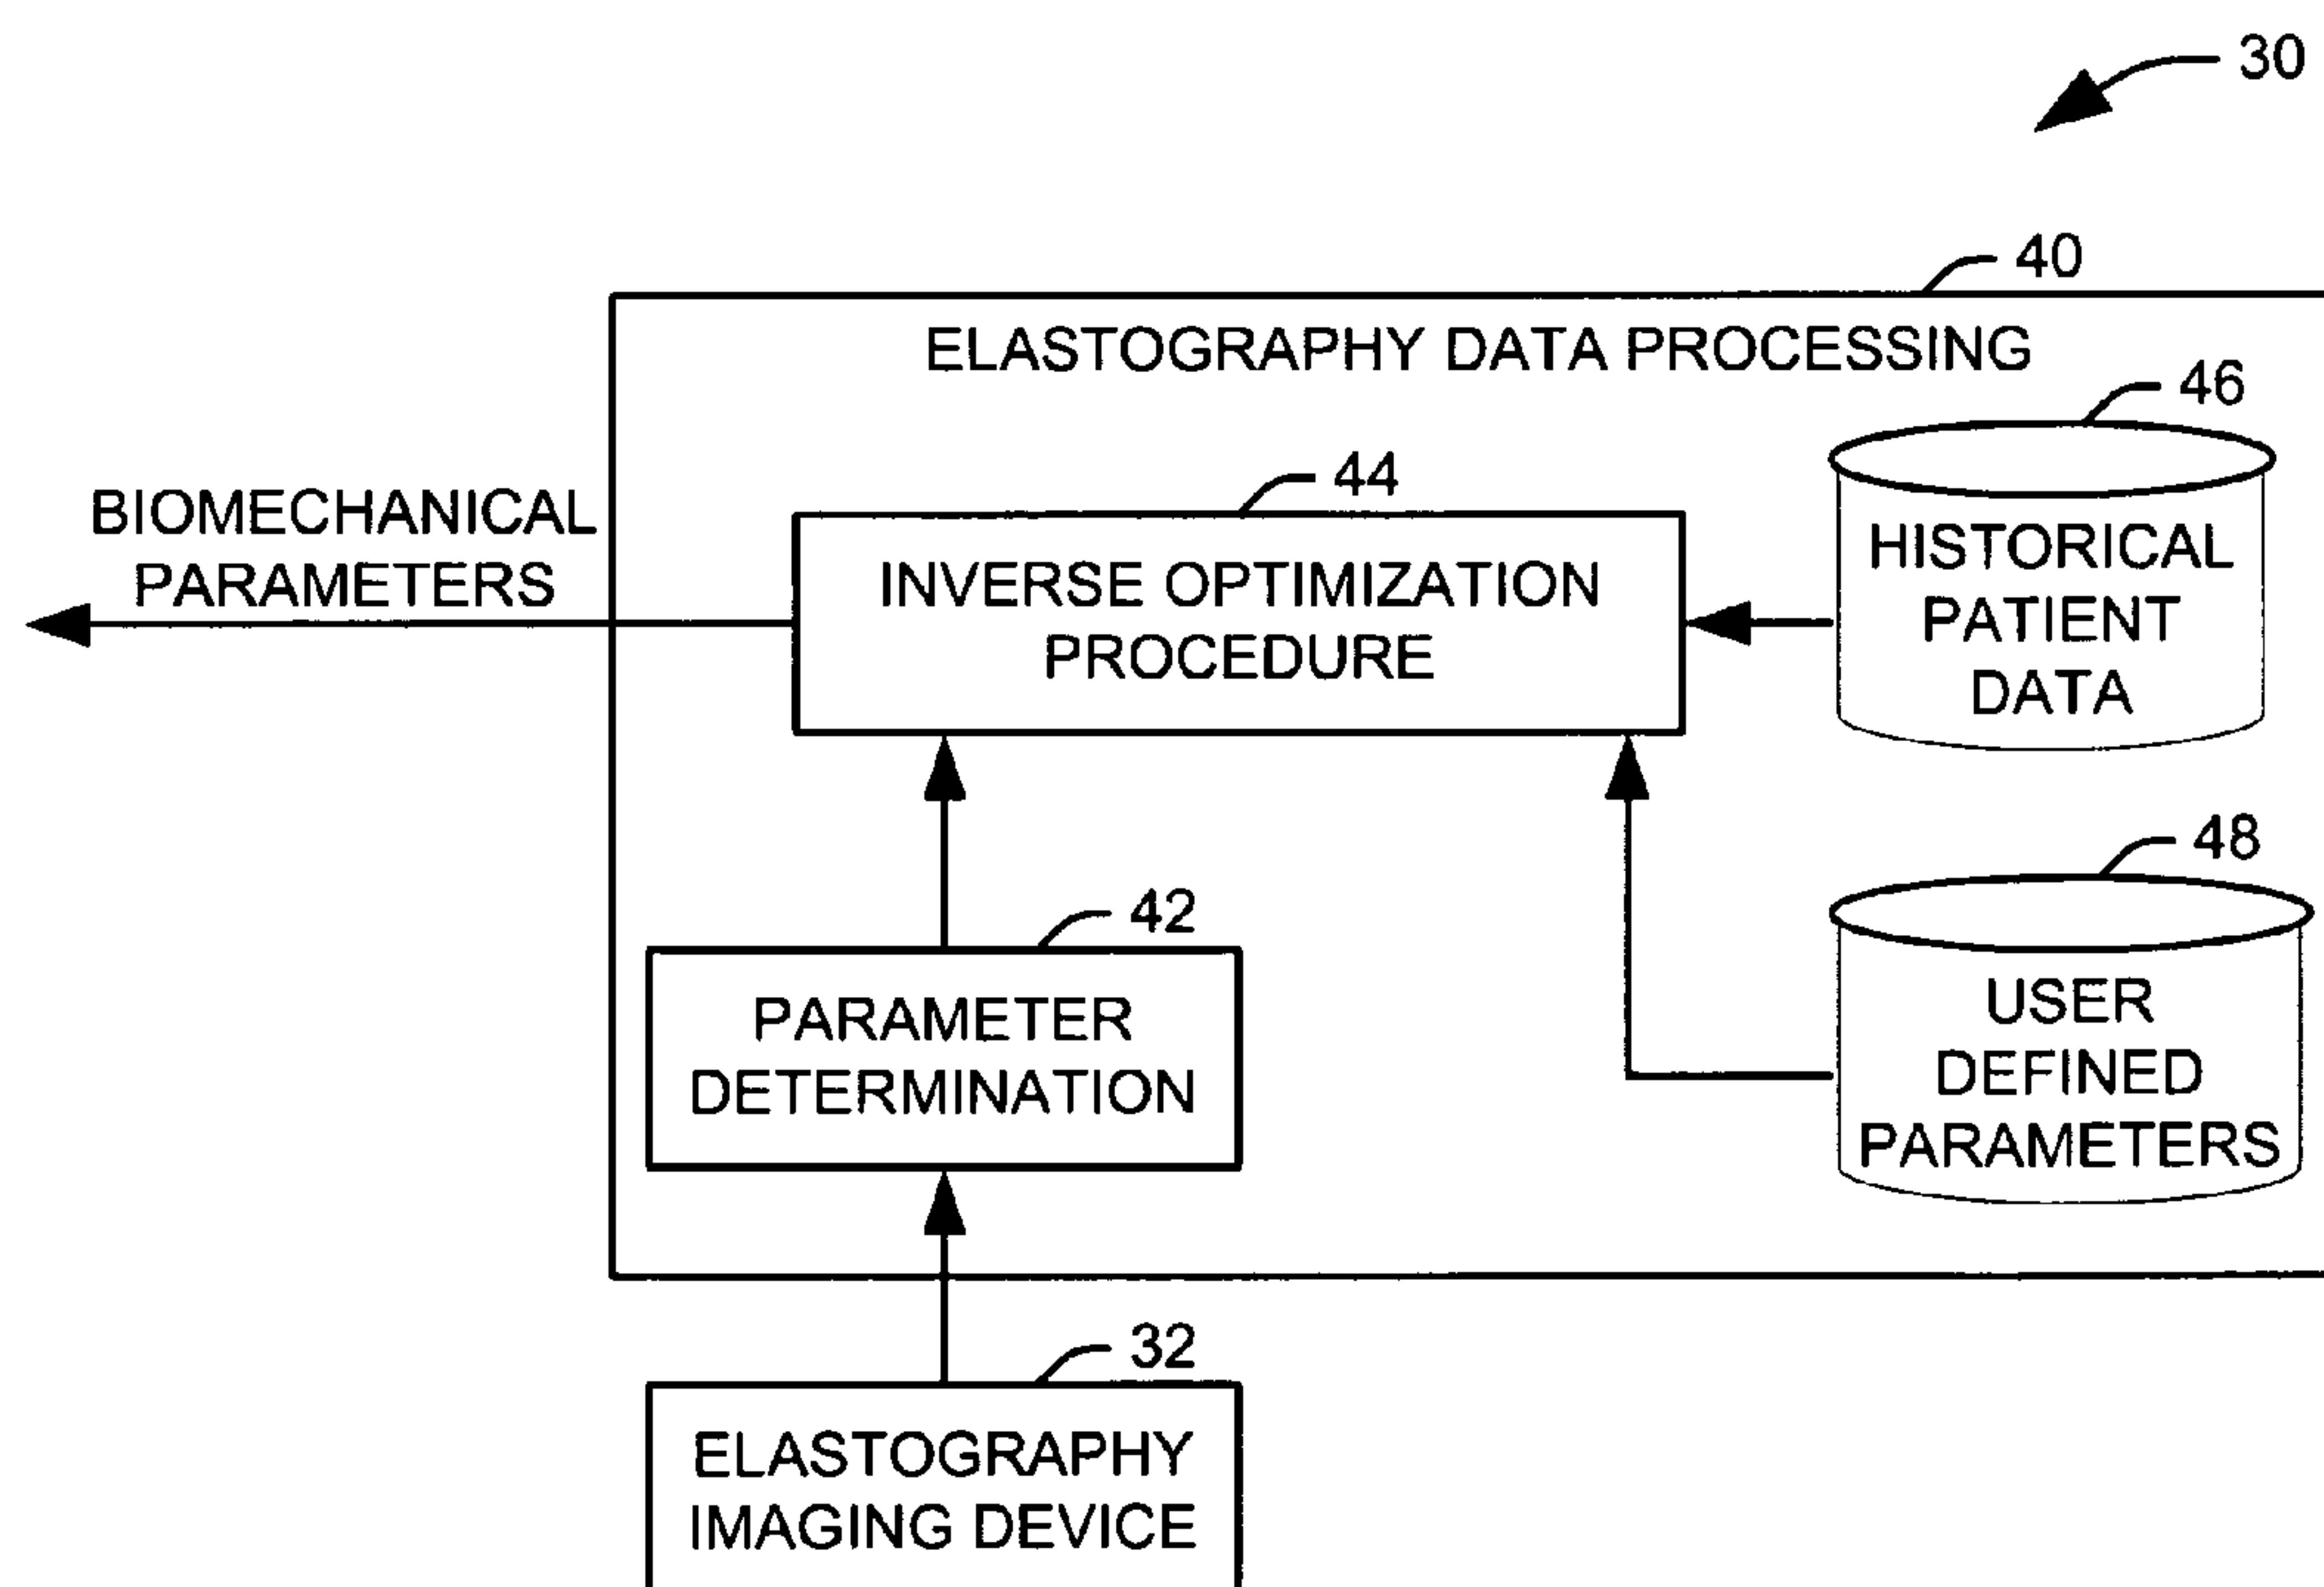 30
40
ELASTOGRAPHY DATA PROCESSING
46
44
BIOMECHANICAL
PARAMETERS
INVERSE OPTIMIZATION
PROCEDURE
HISTORICAL
PATIENT
DATA
48
42
PARAMETER
DETERMINATION
USER
DEFINED
PARAMETERS
32
ELASTOGRAPHY
IMAGING DEVICE